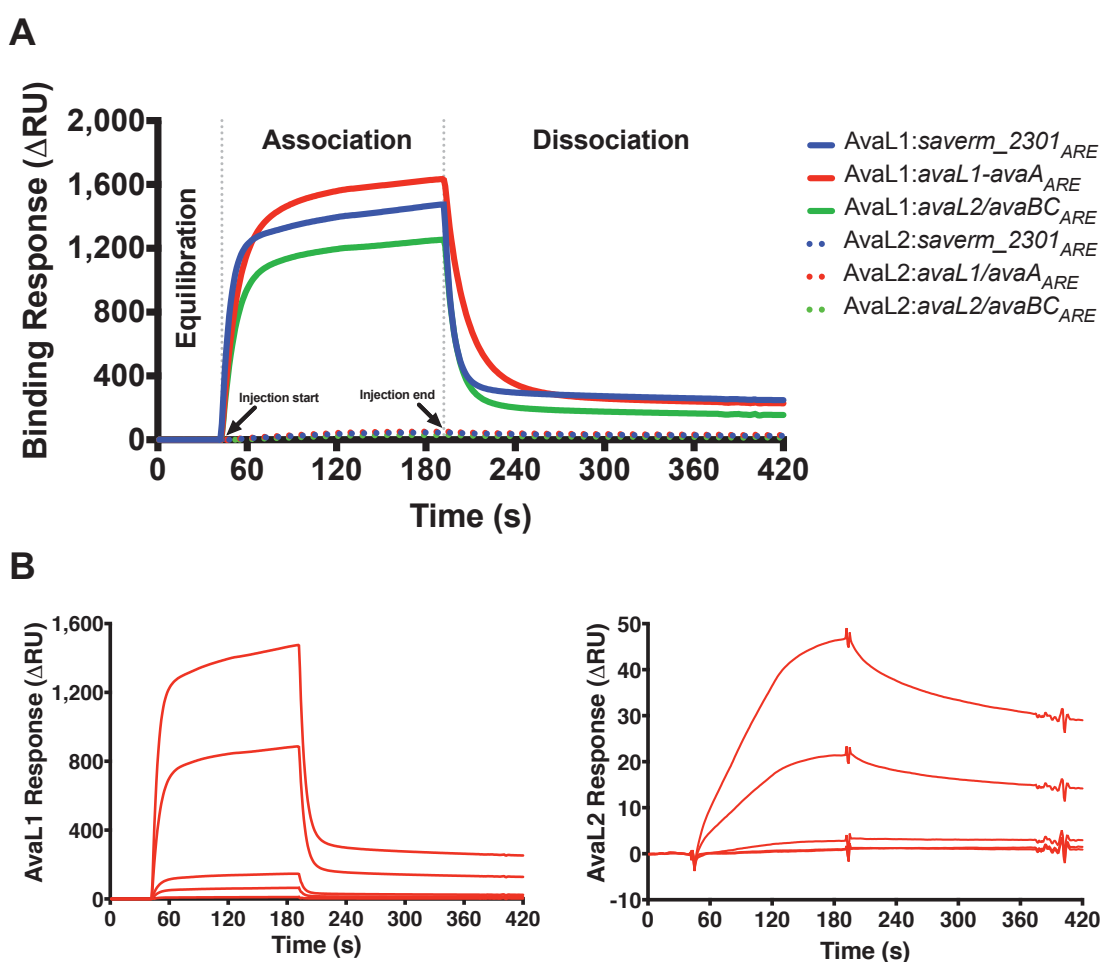 A
Binding Response (ΔRU)
2,000
1,600
1,200
800
400
0
Equilibration
Association
Dissociation
Injection start
Injection end
0 60 120 180 240 300 360 420
Time (s)
AvaL1:saverm_2301ARE
AvaL1:avaL1-avaAARE
AvaL1:avaL2/avaBCARE
AvaL2:saverm_2301ARE
AvaL2:avaL1/avaAARE
AvaL2:avaL2/avaBCARE
B
AvaL1 Response (ΔRU)
1,600
1,200
800
400
0
0 60 120 180 240 300 360 420
Time (s)
AvaL2 Response (ΔRU)
50
40
30
20
10
0
-10
0 60 120 180 240 300 360 420
Time (s)